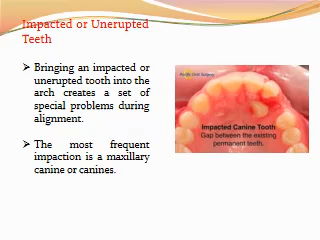 Impacted or Unerupted
Teeth
➢ Bringing an impacted or
unerupted tooth into the
arch creates a set of
special problems during
alignment.
➢ The most frequent
impaction is a maxillary
canine or canines.
Oral Surgery
Impacted Canine Tooth
Gap between the existing
permanent teeth.